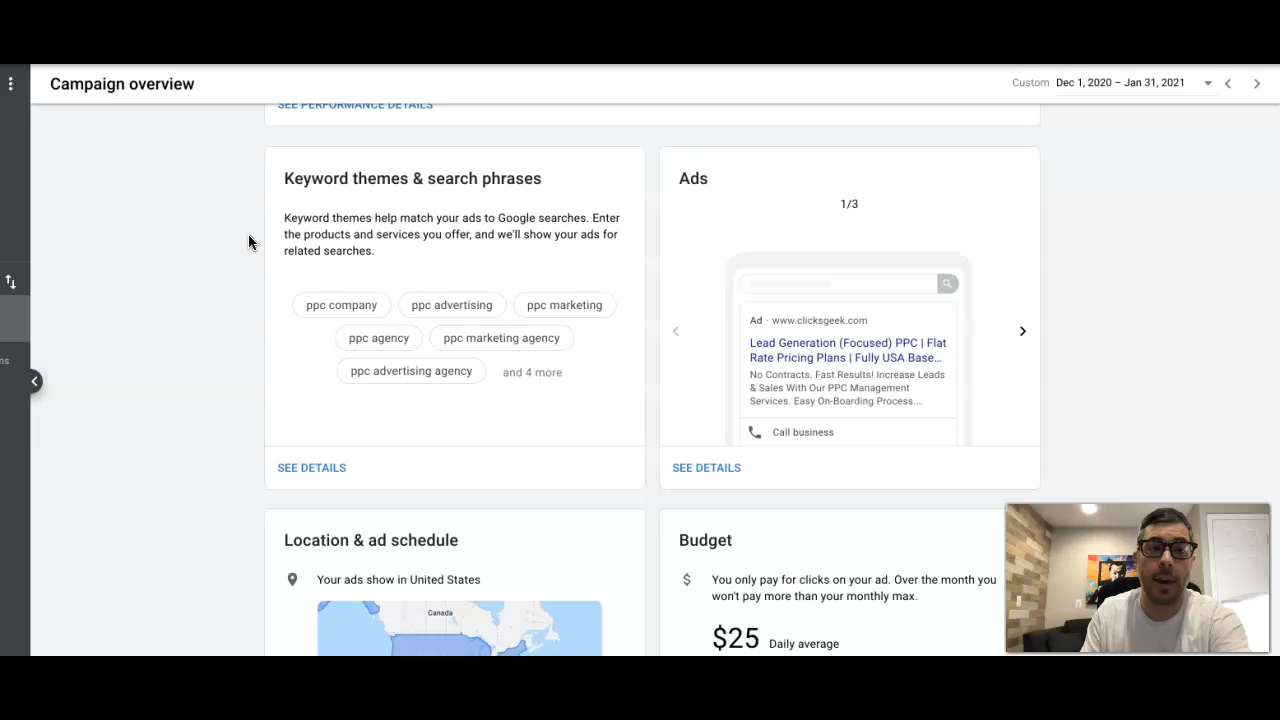 Campaign overview
Custom Dec 1, 2020 – Jan 31, 2021
SEE PERFORMANCE DETAILS
Keyword themes & search phrases
Keyword themes help match your ads to Google searches. Enter
the products and services you offer, and we'll show your ads for
related searches.
ppc company
ppc advertising
ppc marketing
ppc agency
ppc marketing agency
ppc advertising agency
and 4 more
SEE DETAILS
Ads
1/3
Ad · www.clicksgeek.com
Lead Generation (Focused) PPC | Flat
Rate Pricing Plans | Fully USA Base...
No Contracts. Fast Results! Increase Leads
& Sales With Our PPC Management
Services. Easy On-Boarding Process...
Call business
SEE DETAILS
ns
Location & ad schedule
Your ads show in United States
Canada
Budget
$ You only pay for clicks on your ad. Over the month you
won't pay more than your monthly max.
$25 Daily average